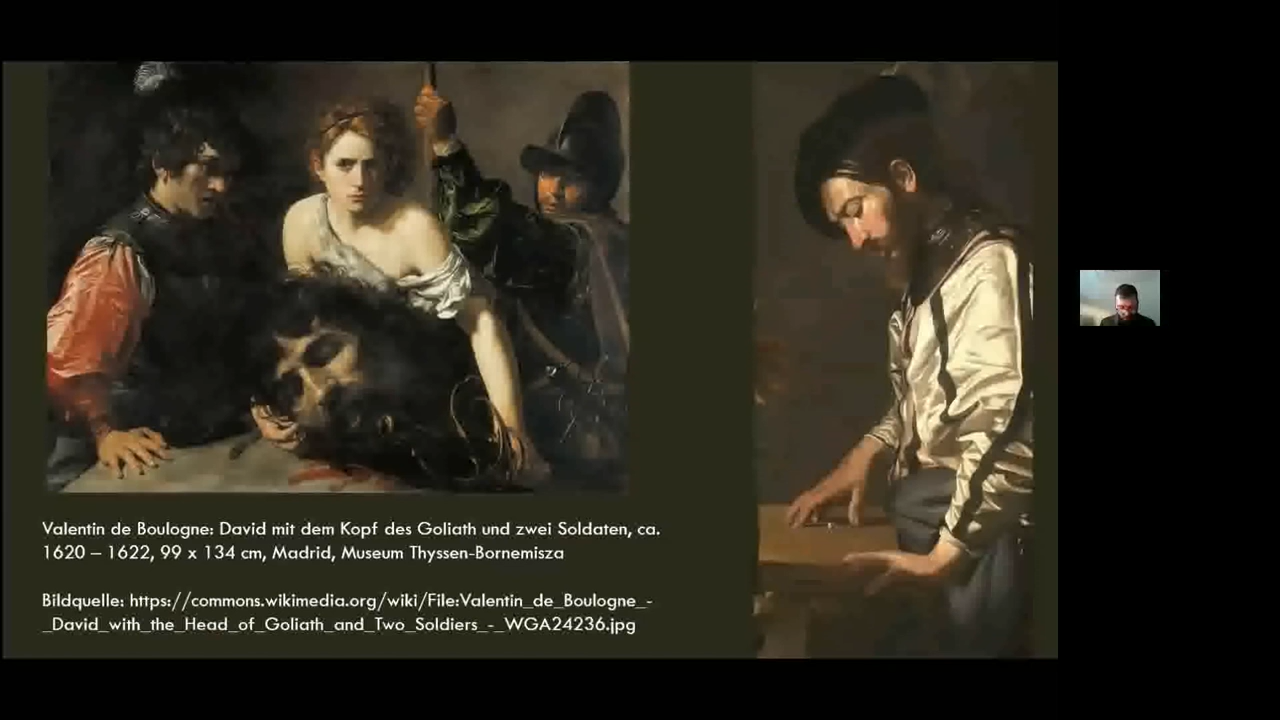 Valentin de Boulogne: David mit dem Kopf des Goliath und zwei Soldaten, ca.
1620 – 1622, 99 x 134 cm, Madrid, Museum Thyssen-Bornemisza
Bildquelle: https://commons.wikimedia.org/wiki/File:Valentin_de_Boulogne_-
_David_with_the_Head_of_Goliath_and_Two_Soldiers_-_WGA24236.jpg